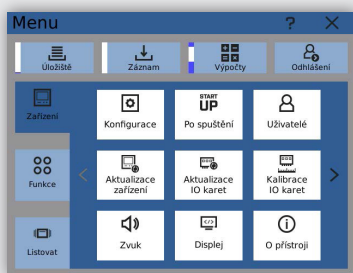 Menu ?
Úložiště
Záznam
Výpočty
Odhlášení
Zařízení
Funkce
Listovat
Konfigurace
START
UP
Po spuštění
Uživatelé
Aktualizace
zařízení
Aktualizace
IO karet
Kalibrace
IO karet
Zvuk
Displej
O přístroji